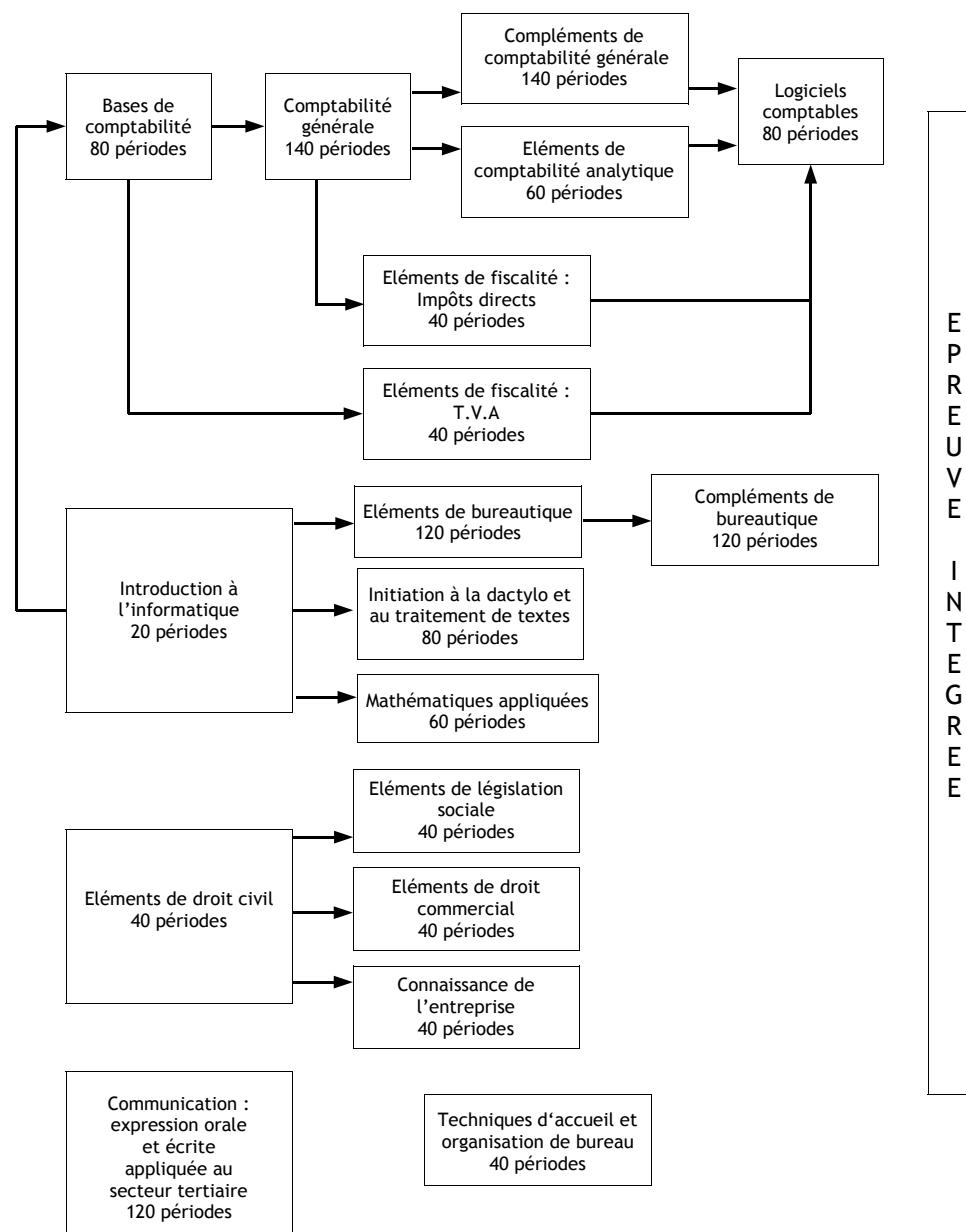 Compléments de
comptabilité générale
140 périodes
Bases de
comptabilité
80 périodes
Comptabilité
générale
140 périodes
Logiciels
comptables
80 périodes
Eléments de
comptabilité analytique
60 périodes
Eléments de fiscalité :
Impôts directs
40 périodes
Eléments de fiscalité :
T.V.A
40 périodes
Eléments de bureautique
120 périodes
Compléments de
bureautique
120 périodes
Introduction à
l’informatique
20 périodes
Initiation à la dactylo et
au traitement de textes
80 périodes
Mathématiques appliquées
60 périodes
Eléments de législation
sociale
40 périodes
Eléments de droit civil
40 périodes
Eléments de droit
commercial
40 périodes
Connaissance de
l’entreprise
40 périodes
Communication :
expression orale
et écrite
appliquée au
secteur tertiaire
120 périodes
Techniques d‘accueil et
organisation de bureau
40 périodes
E
P
R
E
U
V
E
I
N
T
E
G
R
E
E